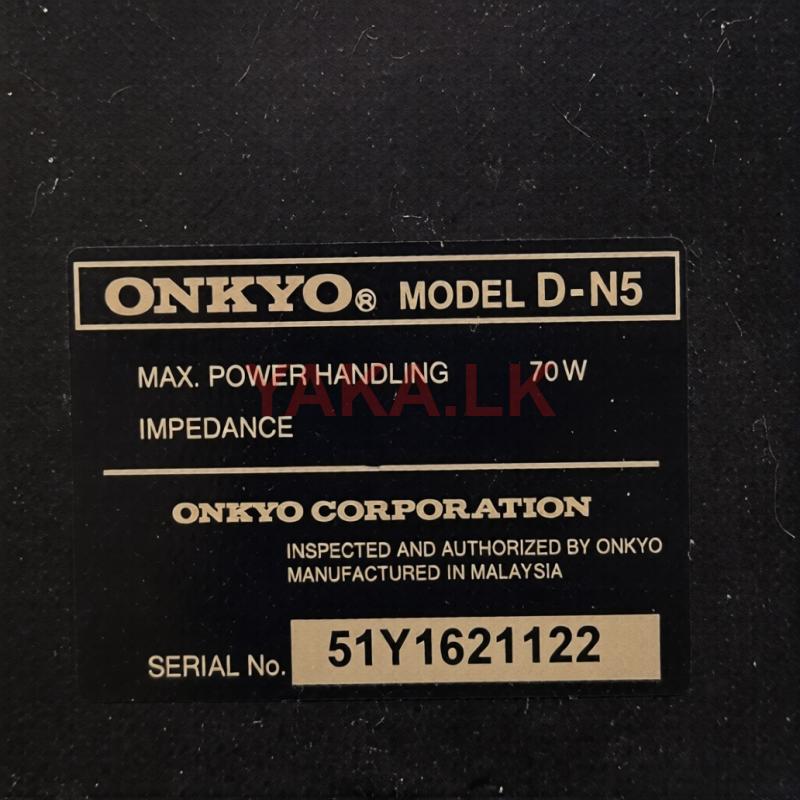 ONKYO® MODEL D-N5
MAX. POWER HANDLING 70 W
IMPEDANCE
YAKA.LK
ONKYO CORPORATION
INSPECTED AND AUTHORIZED BY ONKYO
MANUFACTURED IN MALAYSIA
SERIAL No. 51Y1621122